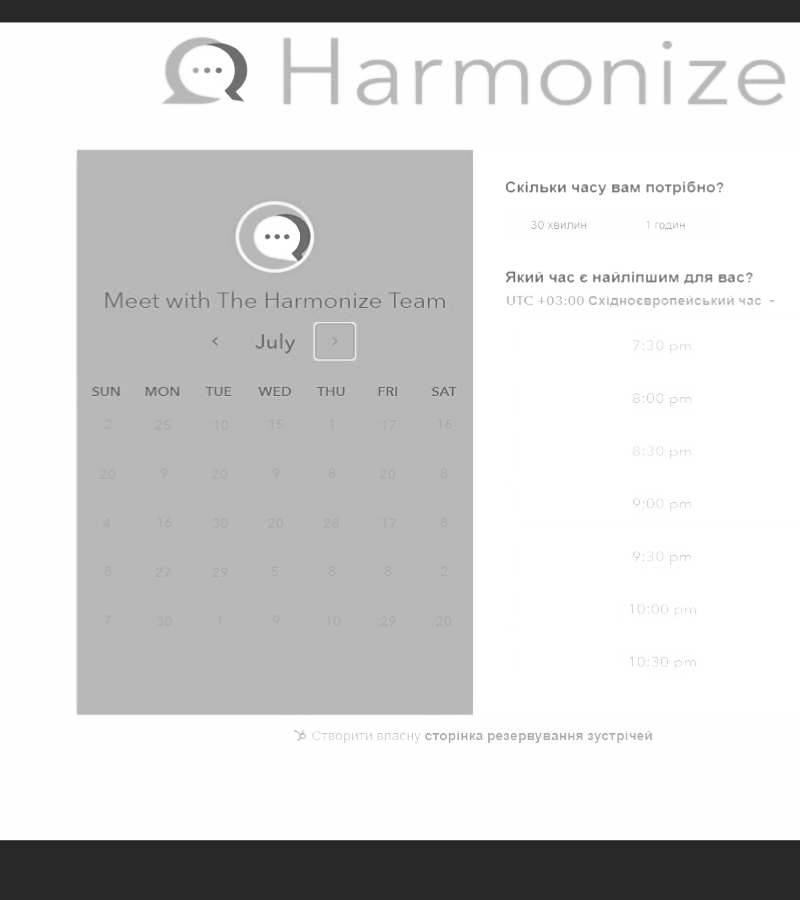 Harmonize
Meet with The Harmonize Team
July
SUN MON TUE WED THU FRI SAT
2 25 10 15 1 17 16
20 9 20 9 8 20 8
4 16 30 20 28 17 8
8 27 29 5 8 8 2
7 30 1 9 10 29 20
Скільки часу вам потрібно?
30 хвилин 1 годин
Який час є найліпшим для вас?
UTC +03:00 Східноєвропейський час
7:30 pm
8:00 pm
8:30 pm
9:00 pm
9:30 pm
10:00 pm
10:30 pm
Створити власну сторінка резервування зустрічей